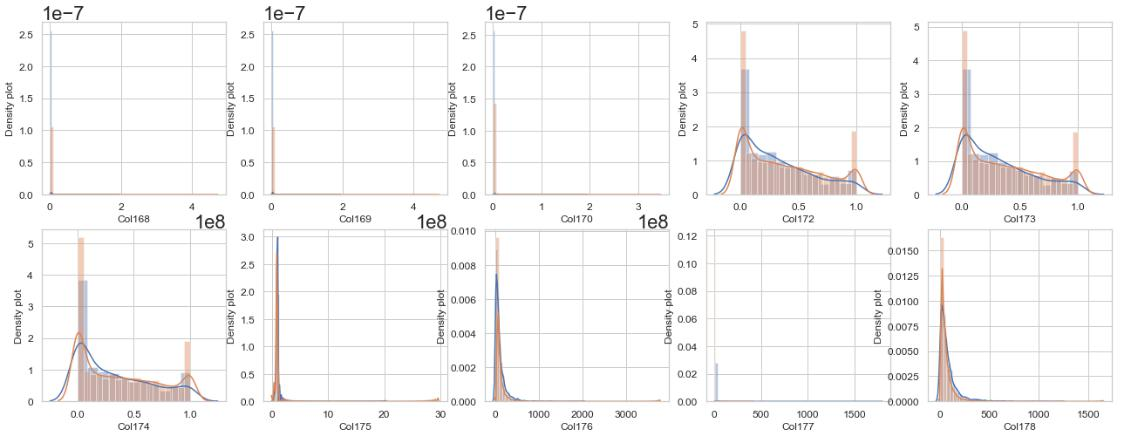 1e−7 1e−7 1e−7
2.5 2.5 2.5 5 5
2.0 2.0 2.0 4 4
1.5 1.5 1.5 3 3
1.0 1.0 1.0 2 2
0.5 0.5 0.5 1 1
0.0 0.0 0.0 0 0
Density plot Density plot Density plot Density plot Density plot
0 2 4 0 2 4 0 1 2 3 0.0 0.5 1.0 0.0 0.5 1.0
Col168 Col169 Col170 Col172 Col173
1e8 1e8 1e8
5 3.0 0.010 0.12 0.0150
4 2.5 0.008 0.10 0.0125
3 2.0 0.006 0.08 0.0100
2 1.5 0.004 0.06 0.0075
1 1.0 0.002 0.04 0.0050
0 0.5 0.000 0.02 0.0025
0.0 0.00 0.0000
Density plot Density plot Density plot Density plot Density plot
0.0 0.5 1.0 0 10 20 30 0 1000 2000 3000 0 500 1000 1500 0 500 1000 1500
Col174 Col175 Col176 Col177 Col178